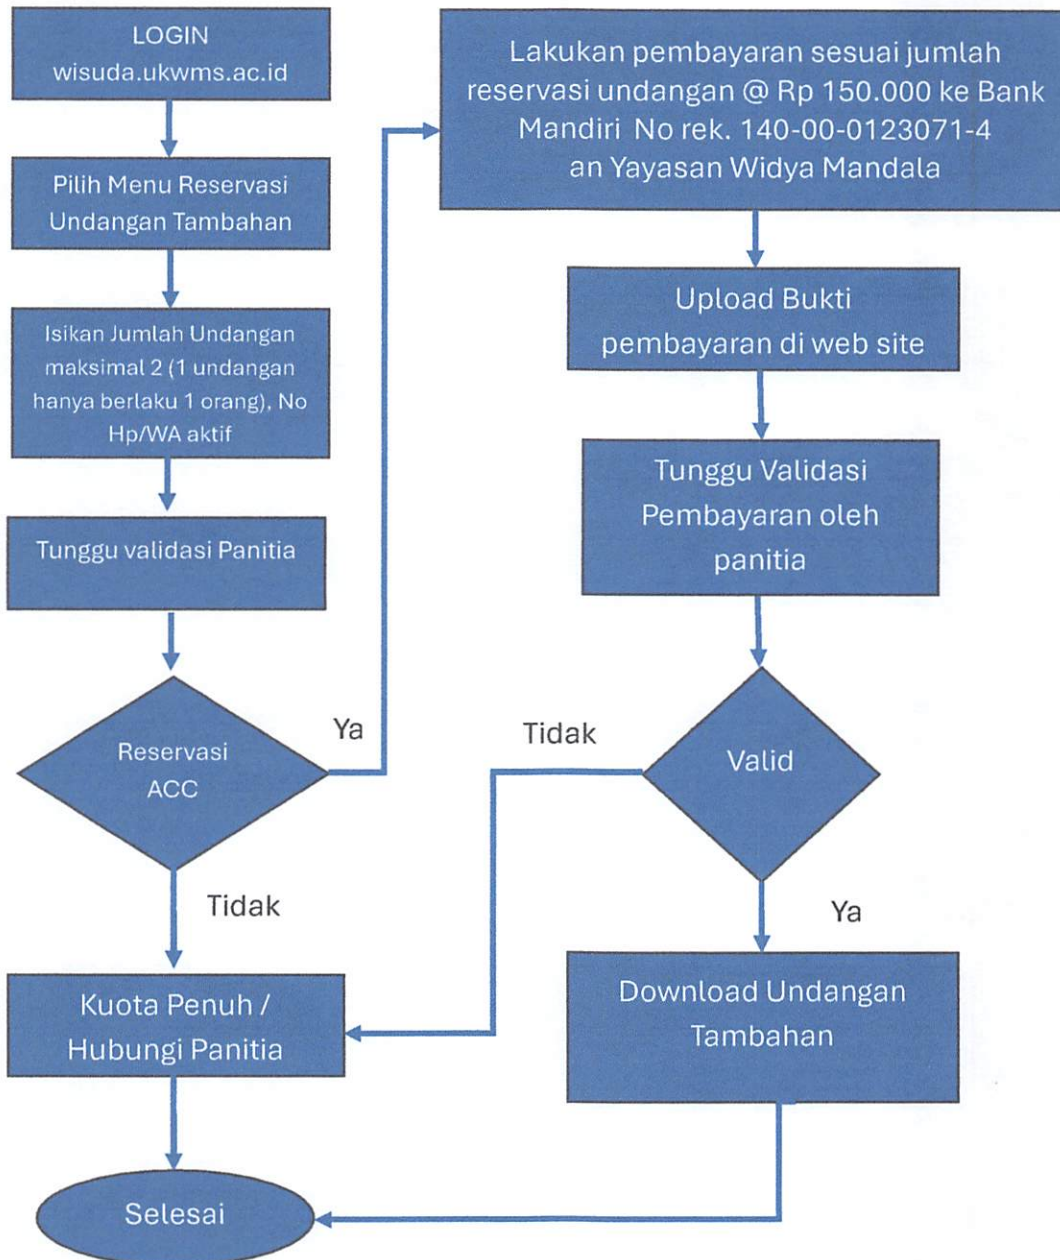 LOGIN
wisuda.ukwms.ac.id
Pilih Menu Reservasi
Undangan Tambahan
Isikan Jumlah Undangan
maksimal 2 (1 undangan
hanya berlaku 1 orang), No
Hp/WA aktif
Tunggu validasi Panitia
Reservasi
ACC
Ya
Tidak
Kuota Penuh /
Hubungi Panitia
Selesai
Lakukan pembayaran sesuai jumlah
reservasi undangan @ Rp 150.000 ke Bank
Mandiri No rek. 140-00-0123071-4
an Yayasan Widya Mandala
Upload Bukti
pembayaran di web site
Tunggu Validasi
Pembayaran oleh
panitia
Valid
Tidak
Ya
Download Undangan
Tambahan